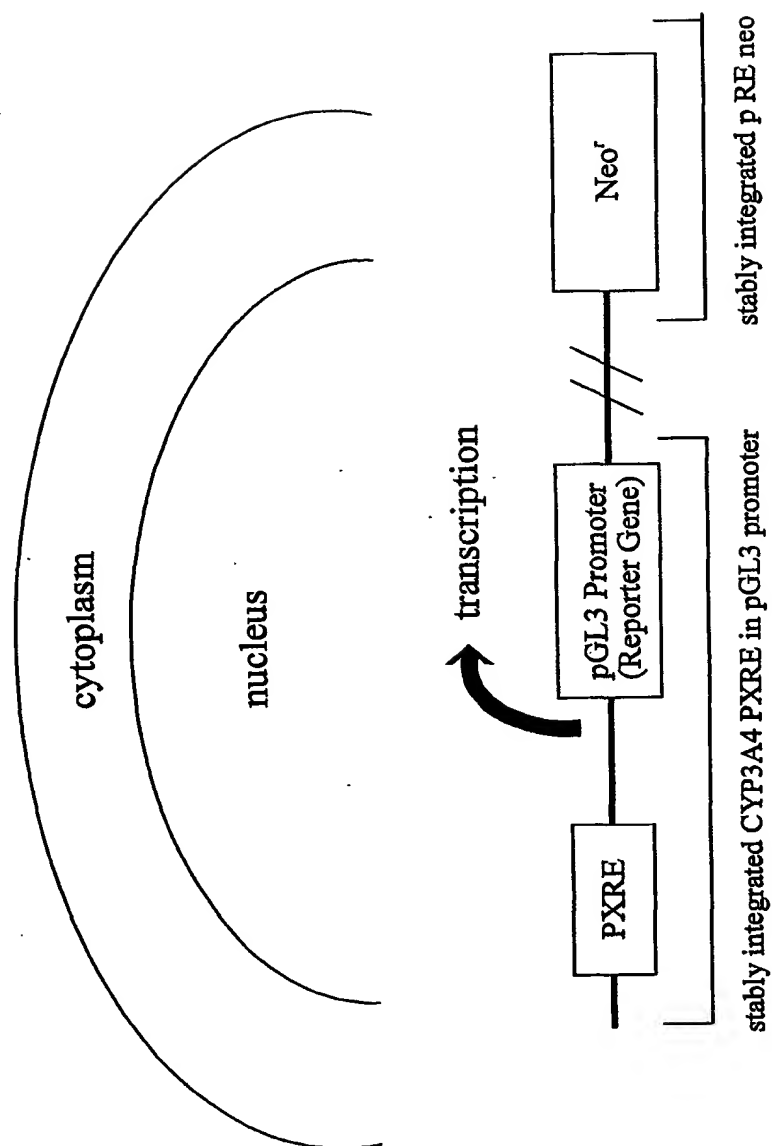 cytoplasm
nucleus
transcription
PXRE
pGL3 Promoter
(Reporter Gene)
Neoʳ
stably integrated CYP3A4 PXRE in pGL3 promoter
stably integrated p RE neo